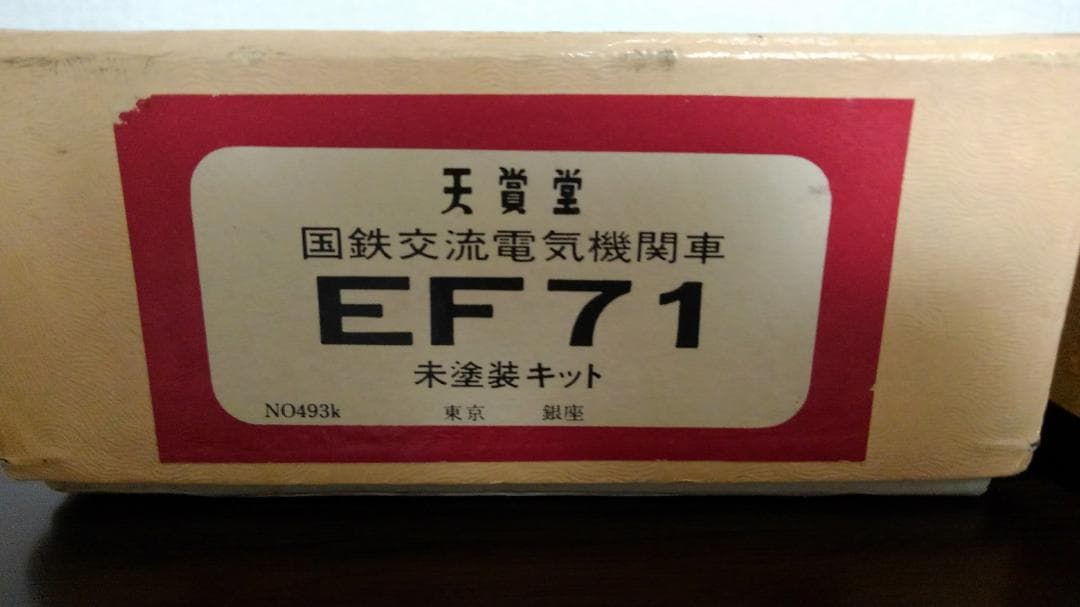 天賞堂
国鉄交流電気機関車
EF71
未塗装キット
NO493k 東京 銀座